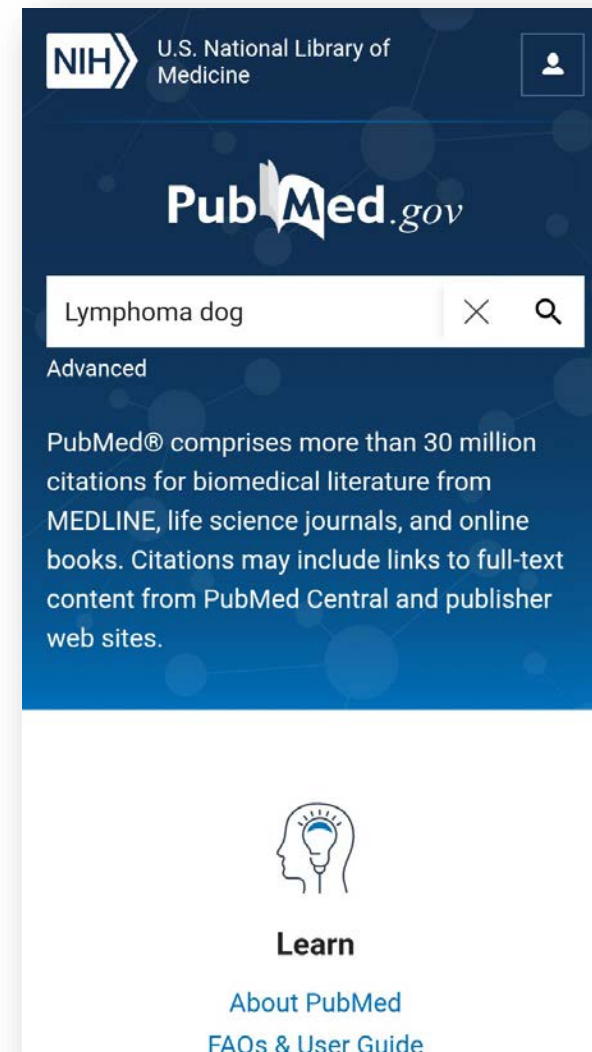 NIH
U.S. National Library of
Medicine
PubMed.gov
Lymphoma dog
Advanced
PubMed® comprises more than 30 million
citations for biomedical literature from
MEDLINE, life science journals, and online
books. Citations may include links to full-text
content from PubMed Central and publisher
web sites.
Learn
About PubMed
FAQs & User Guide